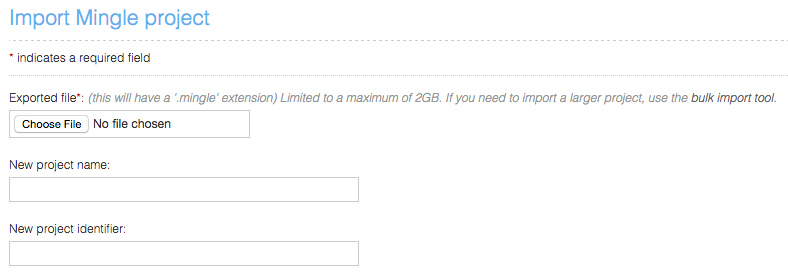 Import Mingle project
* indicates a required field
Exported file*: (this will have a '.mingle' extension) Limited to a maximum of 2GB. If you need to import a larger project, use the bulk import tool.
Choose File No file chosen
New project name:
New project identifier: